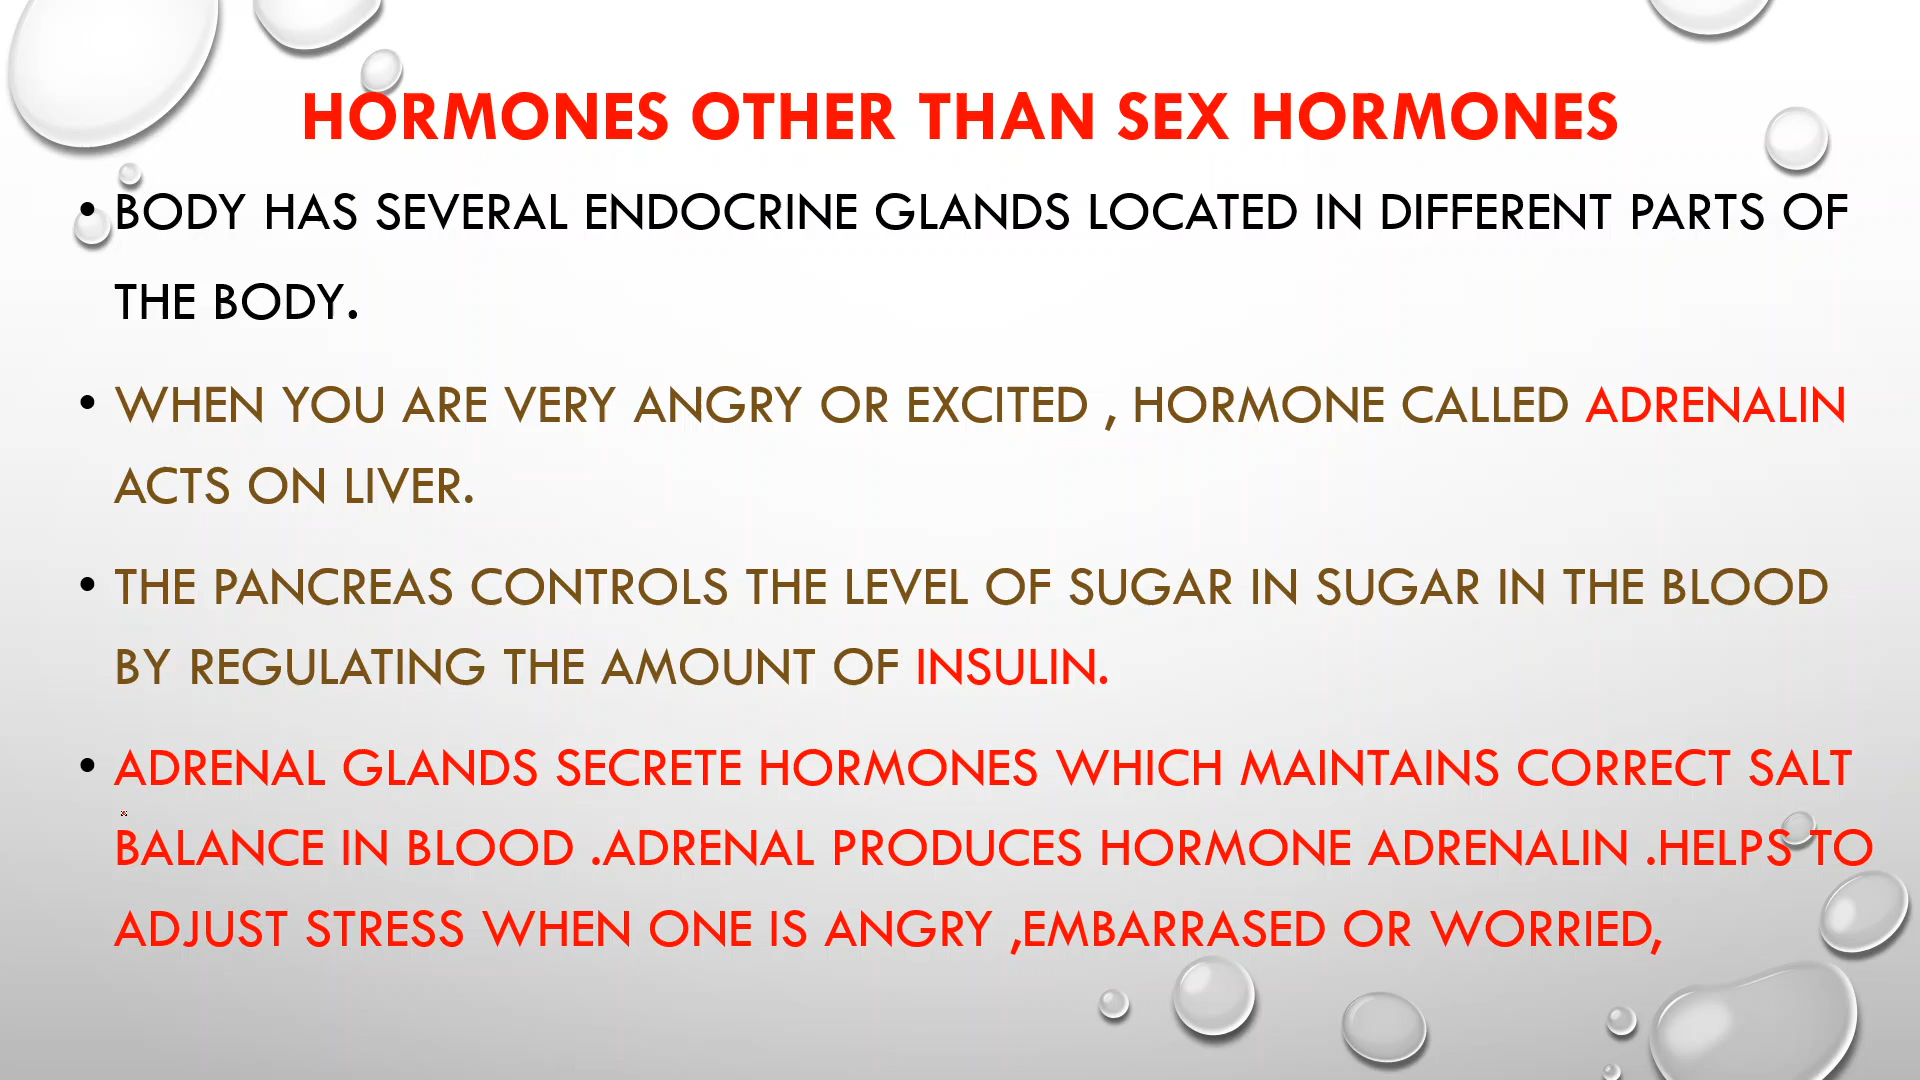 HORMONES OTHER THAN SEX HORMONES
• BODY HAS SEVERAL ENDOCRINE GLANDS LOCATED IN DIFFERENT PARTS OF
THE BODY.
• WHEN YOU ARE VERY ANGRY OR EXCITED , HORMONE CALLED ADRENALIN
ACTS ON LIVER.
• THE PANCREAS CONTROLS THE LEVEL OF SUGAR IN SUGAR IN THE BLOOD
BY REGULATING THE AMOUNT OF INSULIN.
• ADRENAL GLANDS SECRETE HORMONES WHICH MAINTAINS CORRECT SALT
BALANCE IN BLOOD .ADRENAL PRODUCES HORMONE ADRENALIN .HELPS TO
ADJUST STRESS WHEN ONE IS ANGRY ,EMBARRASED OR WORRIED,